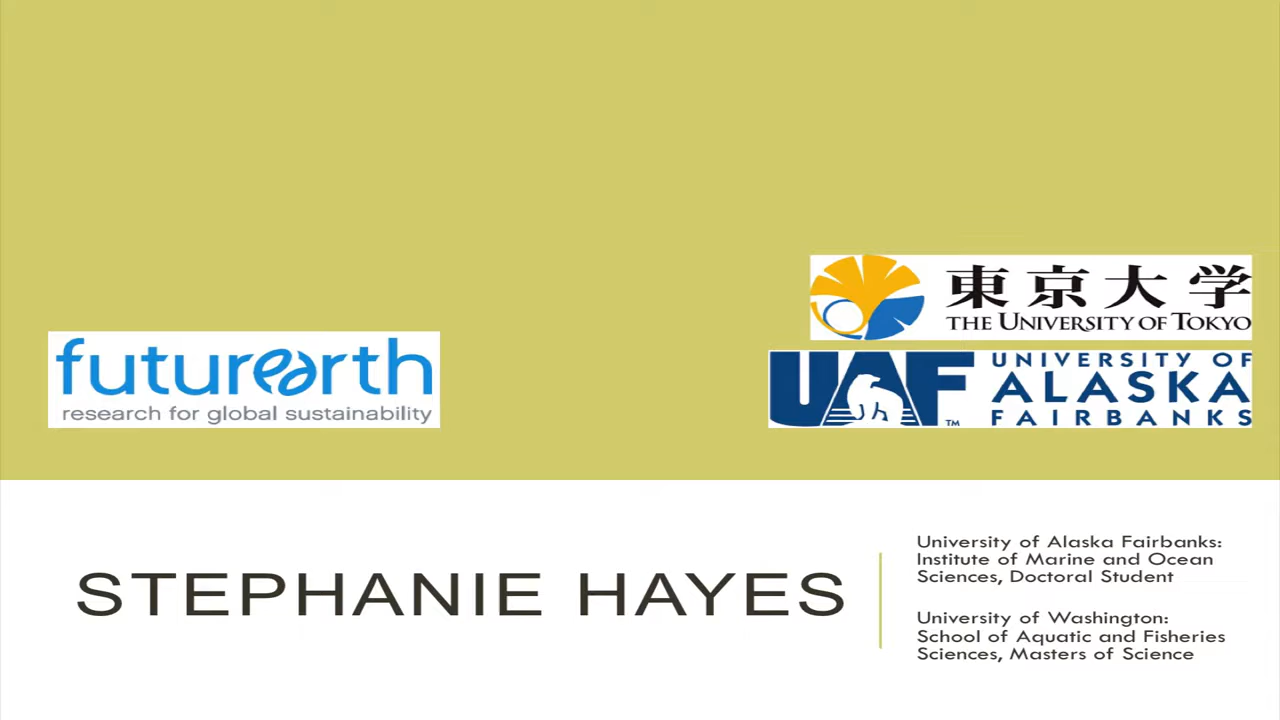 東京大学
THE UNIVERSITY OF TOKYO
futurearth
research for global sustainability
UAF
TM
UNIVERSITY OF
ALASKA
FAIRBANKS
STEPHANIE HAYES
University of Alaska Fairbanks:
Institute of Marine and Ocean
Sciences, Doctoral Student
University of Washington:
School of Aquatic and Fisheries
Sciences, Masters of Science